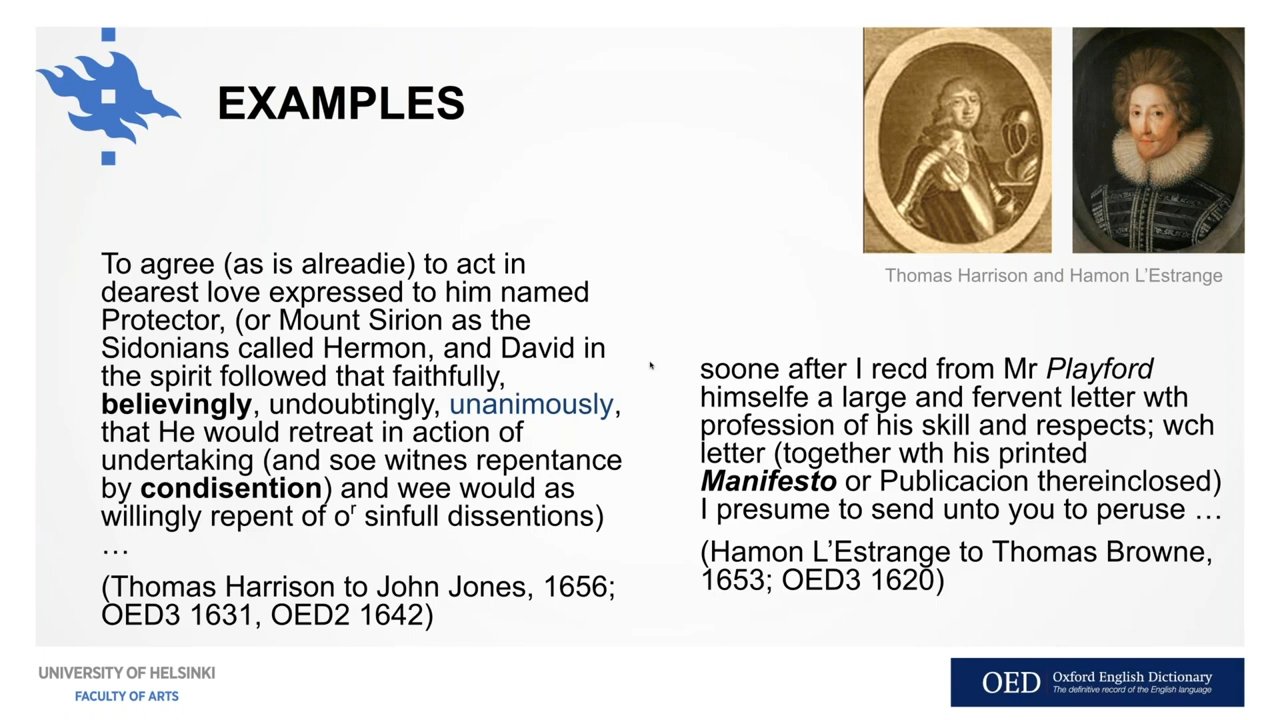 EXAMPLES
Thomas Harrison and Hamon L’Estrange
To agree (as is alreadie) to act in
dearest love expressed to him named
Protector, (or Mount Sirion as the
Sidonians called Hermon, and David in
the spirit followed that faithfully,
believingly, undoubtingly, unanimously,
that He would retreat in action of
undertaking (and soe witnes repentance
by condisention) and wee would as
willingly repent of oʳ sinfull dissentions)
…
(Thomas Harrison to John Jones, 1656;
OED3 1631, OED2 1642)
soone after I recd from Mr Playford
himselfe a large and fervent letter wth
profession of his skill and respects; wch
letter (together wth his printed
Manifesto or Publicacion thereinclosed)
I presume to send unto you to peruse …
(Hamon L’Estrange to Thomas Browne,
1653; OED3 1620)
UNIVERSITY OF HELSINKI
FACULTY OF ARTS
OED Oxford English Dictionary
The definitive record of the English language